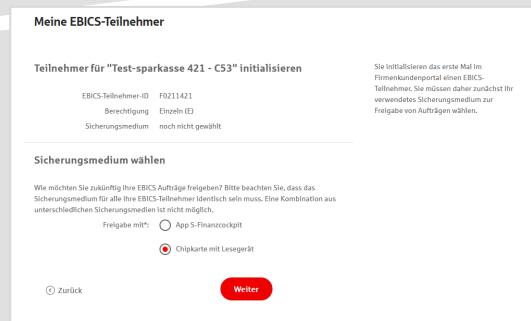 Meine EBICS-Teilnehmer
Teilnehmer für "Test-sparkasse 421 - C53" initialisieren
EBICS-Teilnehmer-ID F0211421
Berechtigung Einzeln (E)
Sicherungsmedium noch nicht gewählt
Sie initialisieren das erste Mal im
Firmenkundenportal einen EBICS-
Teilnehmer. Sie müssen daher zunächst Ihr
verwendetes Sicherungsmedium zur
Freigabe von Aufträgen wählen.
Sicherungsmedium wählen
Wie möchten Sie zukünftig Ihre EBICS Aufträge freigeben? Bitte beachten Sie, dass das
Sicherungsmedium für alle Ihre EBICS-Teilnehmer identisch sein muss. Eine Kombination aus
unterschiedlichen Sicherungsmedien ist nicht möglich.
Freigabe mit*: App S-Finanzcockpit
Chipkarte mit Lesegerät
Zurück
Weiter